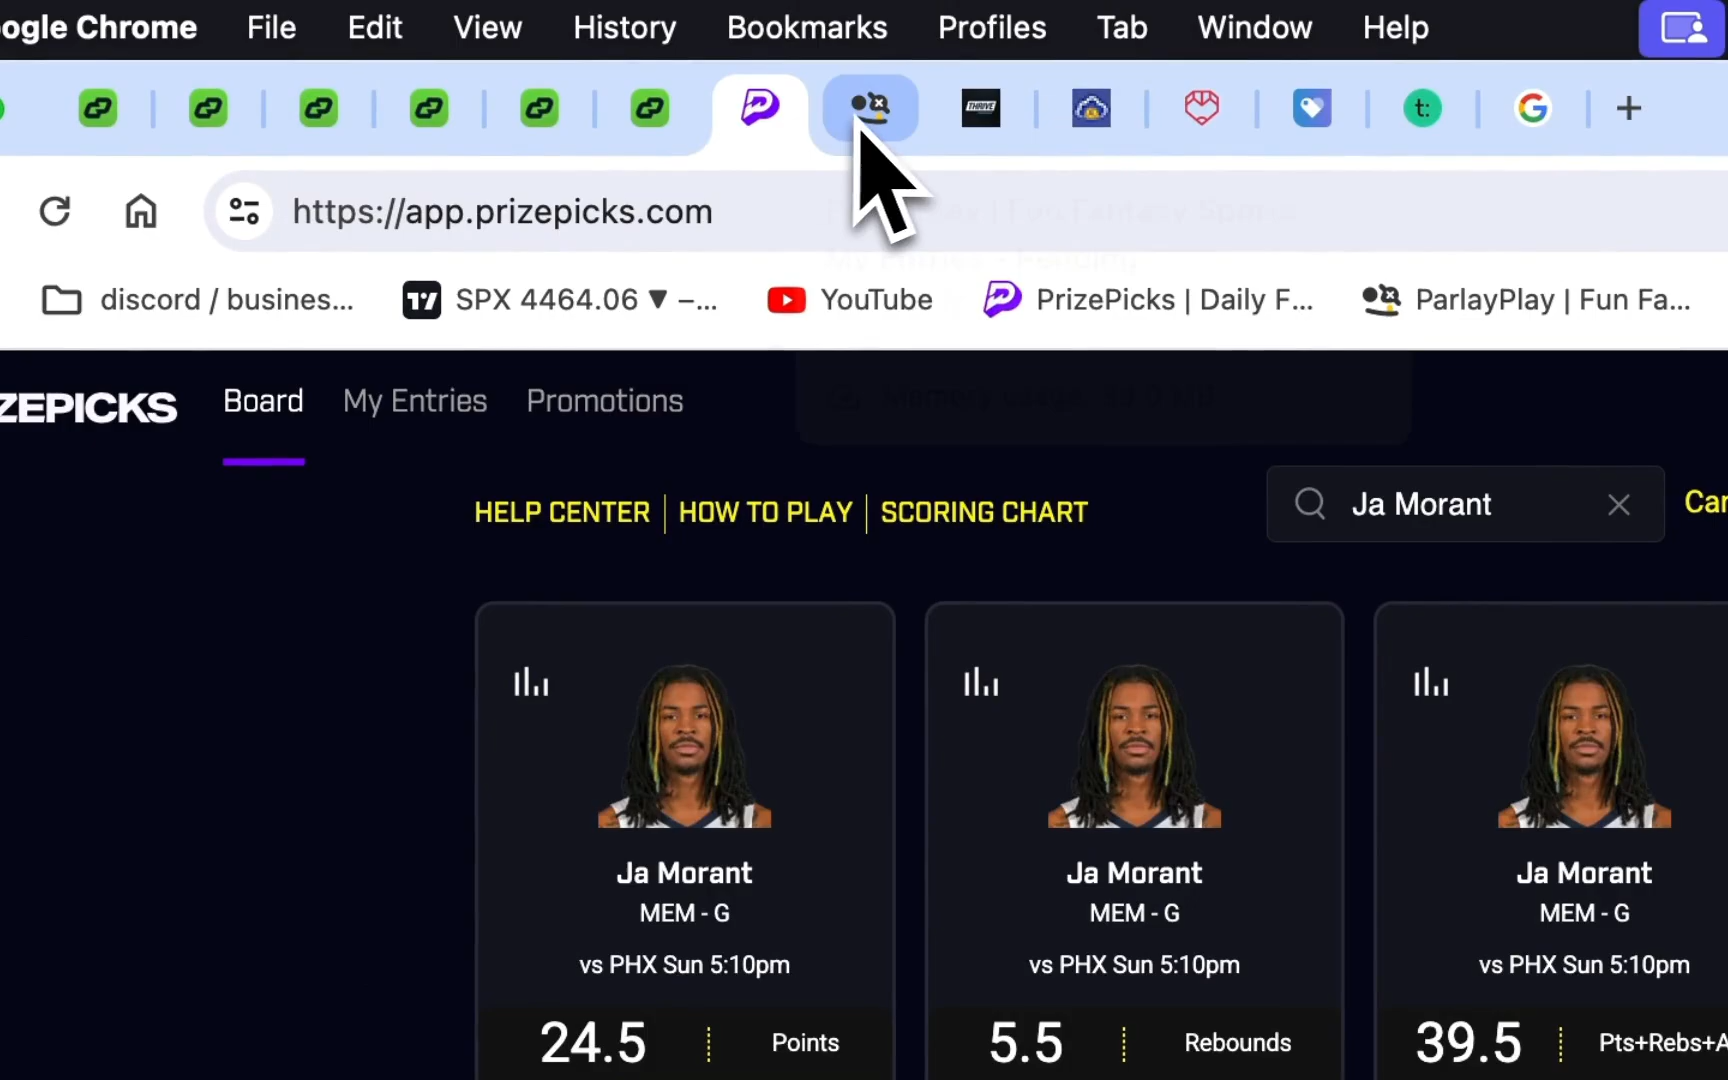 ogle Chrome File Edit View History Bookmarks Profiles Tab Window Help
THRIVE t: G
https://app.prizepicks.com
discord / busines... SPX 4464.06 ▼ –... YouTube PrizePicks | Daily F... ParlayPlay | Fun Fa...
ZEPICKS Board My Entries Promotions
HELP CENTER HOW TO PLAY SCORING CHART
Ja Morant
Car
Ja Morant
MEM - G
vs PHX Sun 5:10pm
24.5 Points
Ja Morant
MEM - G
vs PHX Sun 5:10pm
5.5 Rebounds
Ja Morant
MEM - G
vs PHX Sun 5:10pm
39.5 Pts+Rebs+A